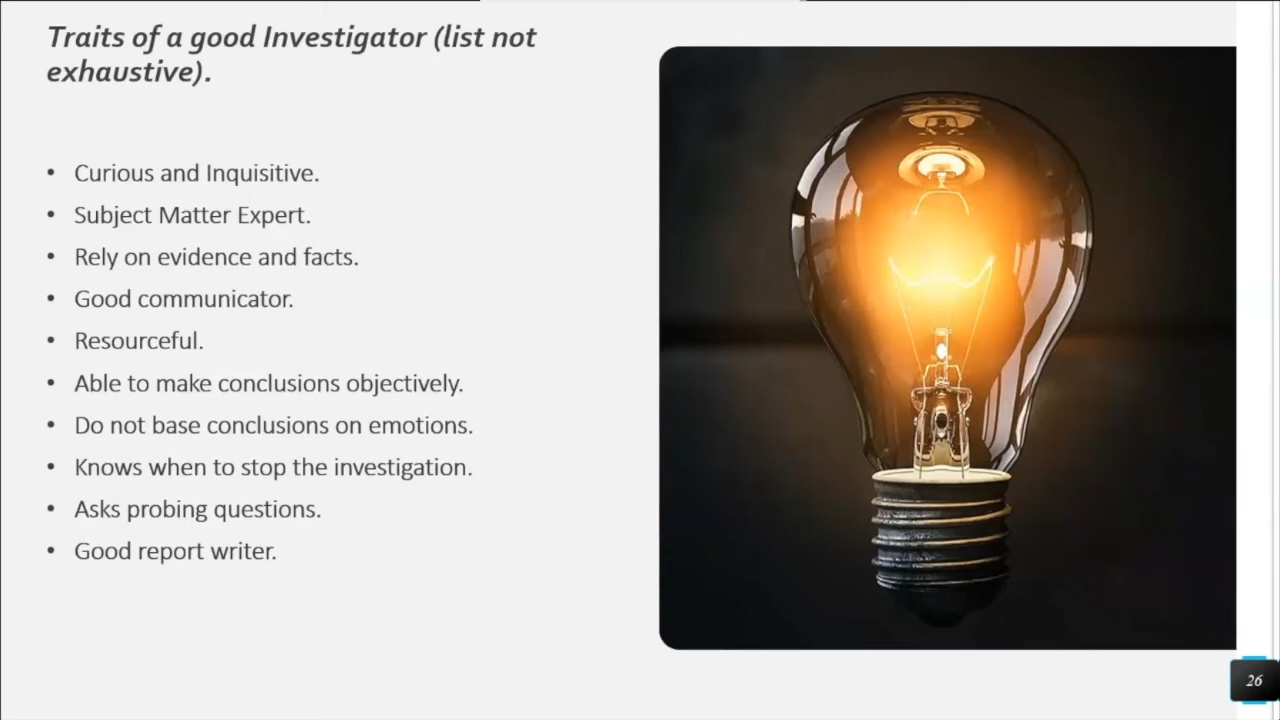 Traits of a good Investigator (list not
exhaustive).
• Curious and Inquisitive.
• Subject Matter Expert.
• Rely on evidence and facts.
• Good communicator.
• Resourceful.
• Able to make conclusions objectively.
• Do not base conclusions on emotions.
• Knows when to stop the investigation.
• Asks probing questions.
• Good report writer.
26